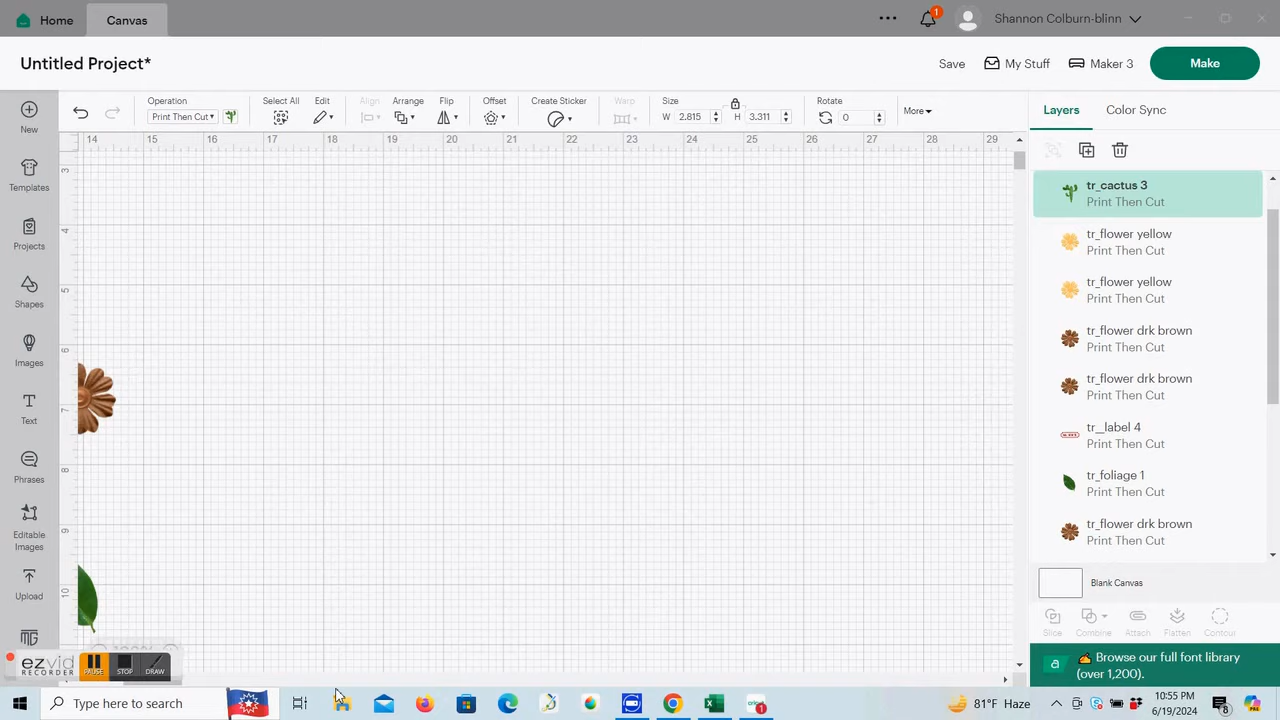 Home
Canvas
1
Shannon Colburn-blinn
Untitled Project*
Save
My Stuff
Maker 3
Make
Operation
Print Then Cut
Select All
Edit
Align
Arrange
Flip
Offset
Create Sticker
Warp
Size
W 2.815
H 3.311
Rotate
0
More
Layers
Color Sync
14 15 16 17 18 19 20 21 22 23 24 25 26 27 28 29
3
4
5
6
7
8
9
10
New
Templates
Projects
Shapes
Images
Text
Phrases
Editable
Images
Upload
tr_cactus 3
Print Then Cut
tr_flower yellow
Print Then Cut
tr_flower yellow
Print Then Cut
tr_flower drk brown
Print Then Cut
tr_flower drk brown
Print Then Cut
tr__label 4
Print Then Cut
tr_foliage 1
Print Then Cut
tr_flower drk brown
Print Then Cut
Blank Canvas
Slice
Combine
Attach
Flatten
Contour
a
Browse our full font library
(over 1,200).
ezvid
RECORDER
PAUSE
STOP
DRAW
Type here to search
81°F Haze
10:55 PM
6/19/2024
8